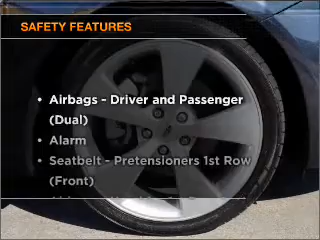 SAFETY FEATURES
• Airbags - Driver and Passenger
(Dual)
• Alarm
• Seatbelt - Pretensioners 1st Row
(Front)